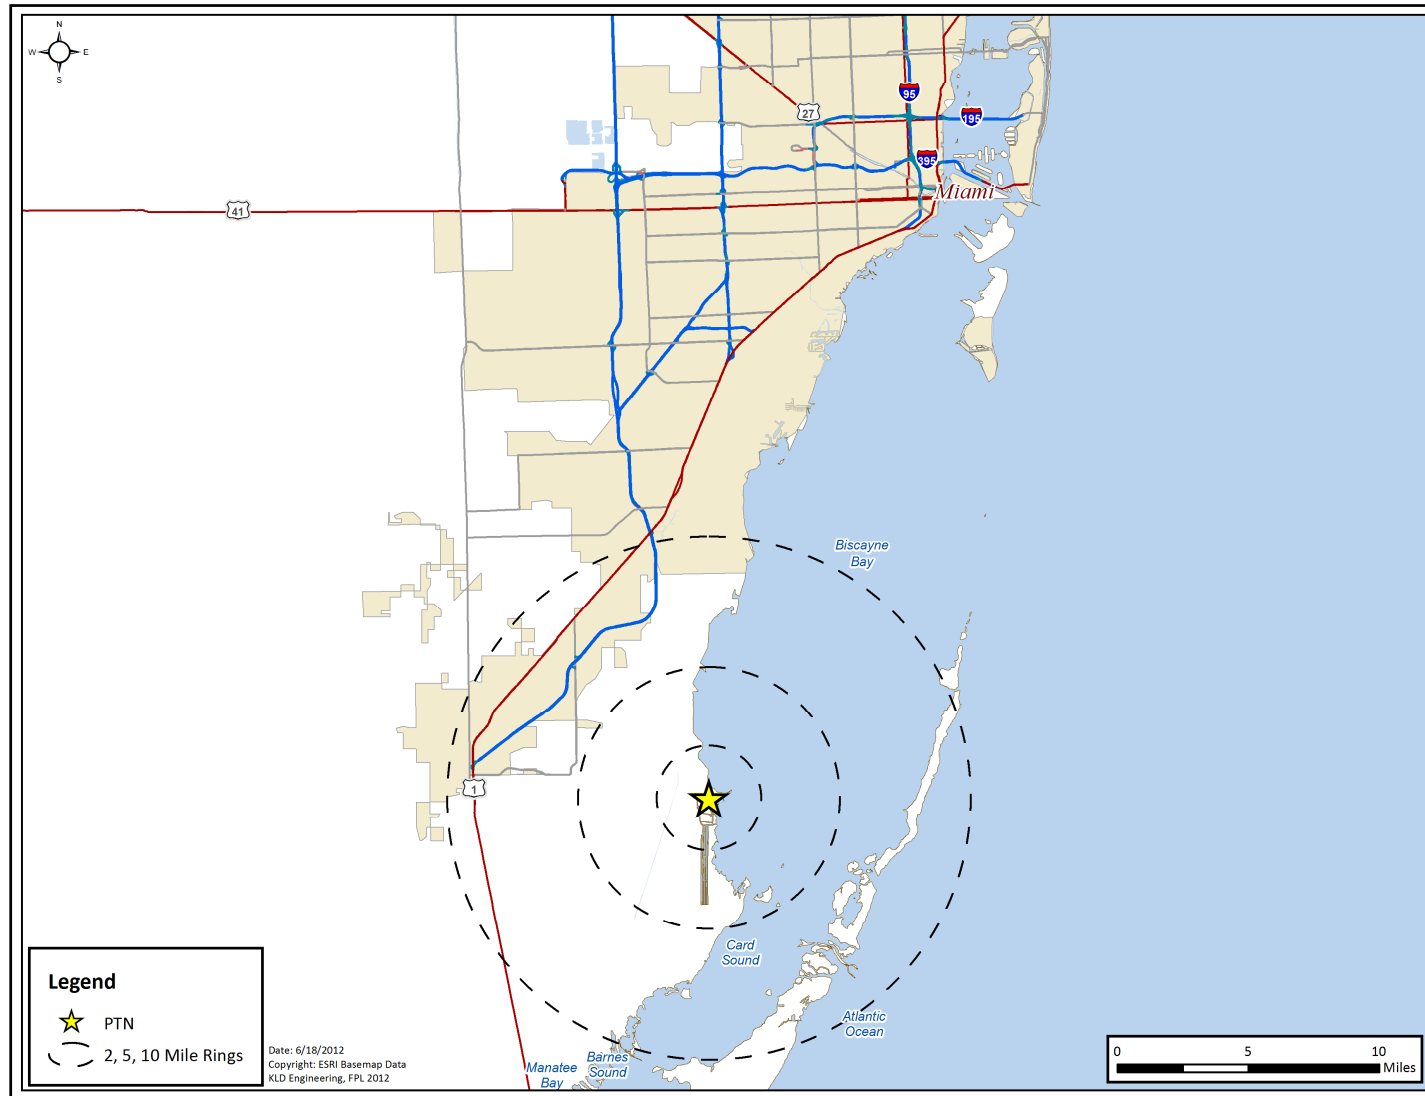 N
W E
S
95
27
195
395
Miami
41
Biscayne
Bay
1
Card
Sound
Atlantic
Ocean
Barnes
Sound
Manatee
Bay
Legend
PTN
2, 5, 10 Mile Rings
Date: 6/18/2012
Copyright: ESRI Basemap Data
KLD Engineering, FPL 2012
0 5 10
Miles